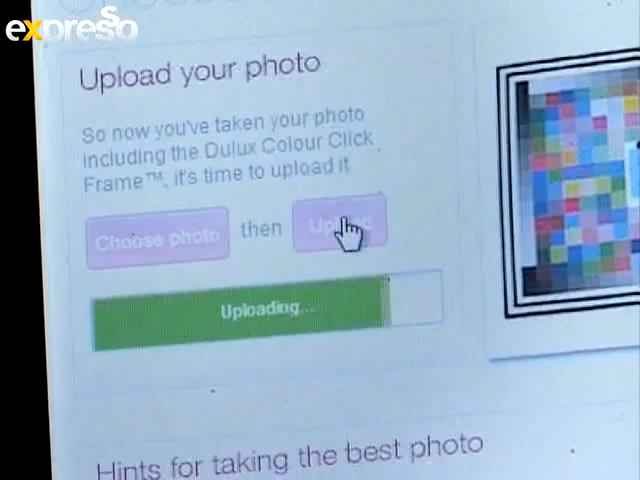 expresso
Upload your photo
So now you've taken your photo
including the Dulux Colour Click
Frame™, it's time to upload it
Choose photo then Upload
Uploading...
Hints for taking the best photo